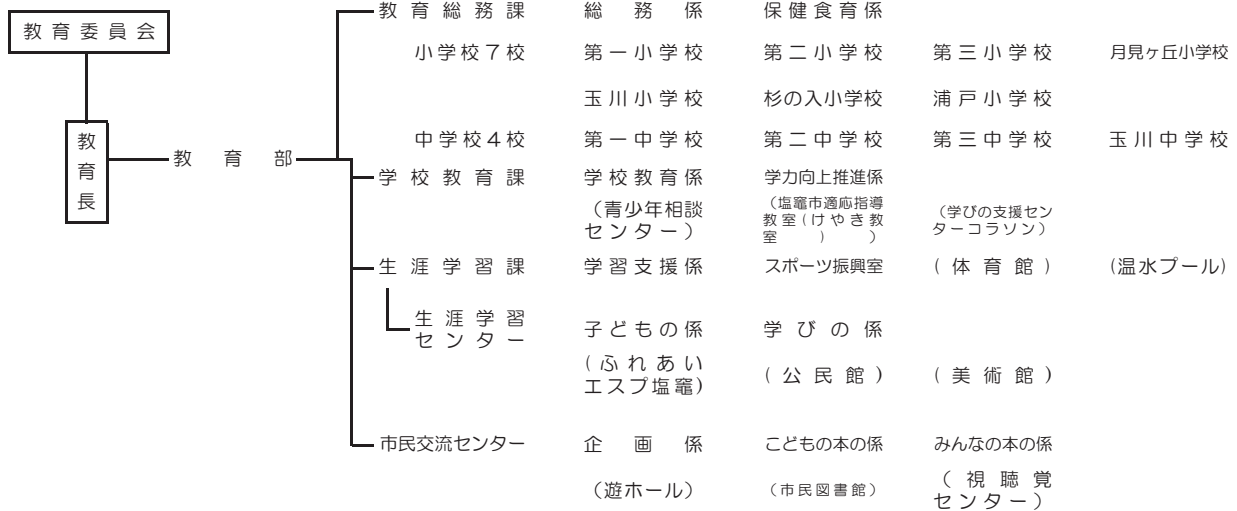 教育委員会
教育長
教育部
教育総務課 総務係 保健食育係
小学校7校 第一小学校 第二小学校 第三小学校 月見ヶ丘小学校
玉川小学校 杉の入小学校 浦戸小学校
中学校4校 第一中学校 第二中学校 第三中学校 玉川中学校
学校教育課 学校教育係 学力向上推進係
(青少年相談
センター)
(塩竈市適応指導
教室(けやき教
室))
(学びの支援セン
ターコラソン)
生涯学習課 学習支援係 スポーツ振興室 (体育館) (温水プール)
生涯学習
センター
子どもの係 学びの係
(ふれあい
エスプ塩竈)
(公民館) (美術館)
市民交流センター 企画係 こどもの本の係 みんなの本の係
(遊ホール) (市民図書館)
(視聴覚
センター)